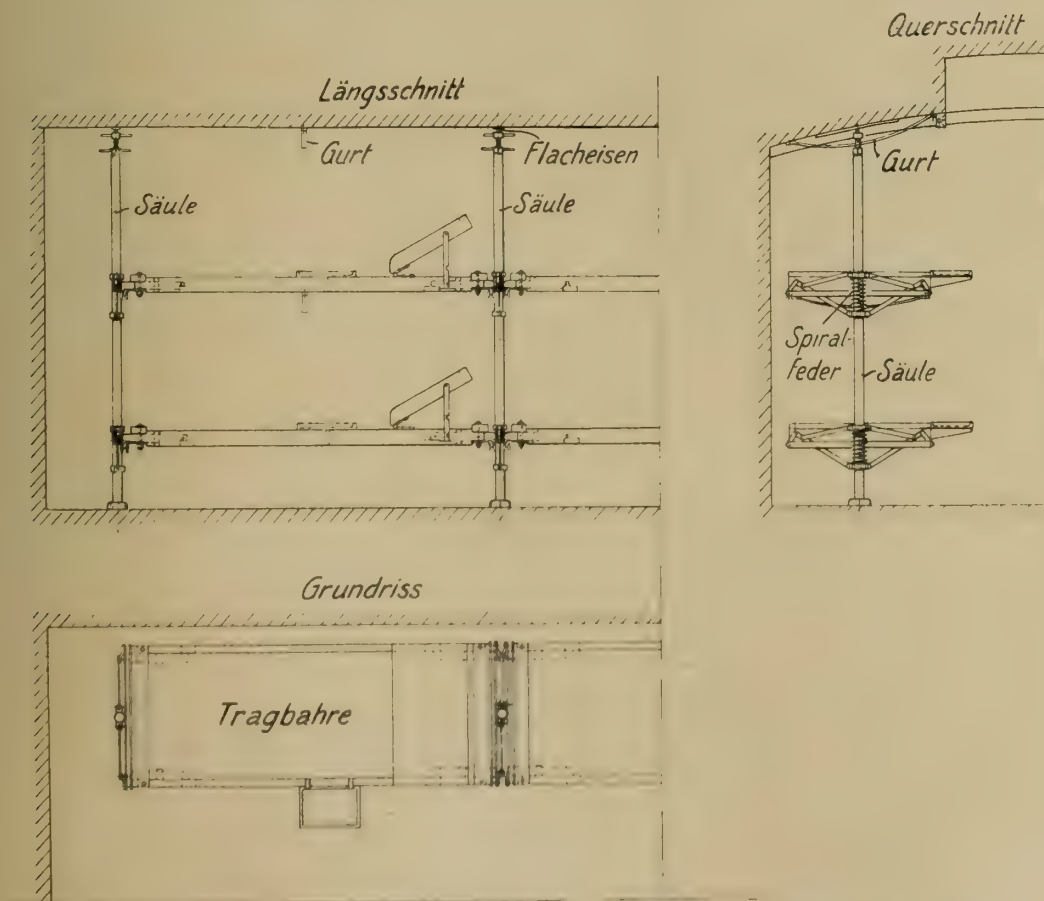 Querschnitt
Längsschnitt
Gurt
Flacheisen
Gurt
Säule
Säule
Spiral-
feder
Säule
Grundriss
Tragbahre